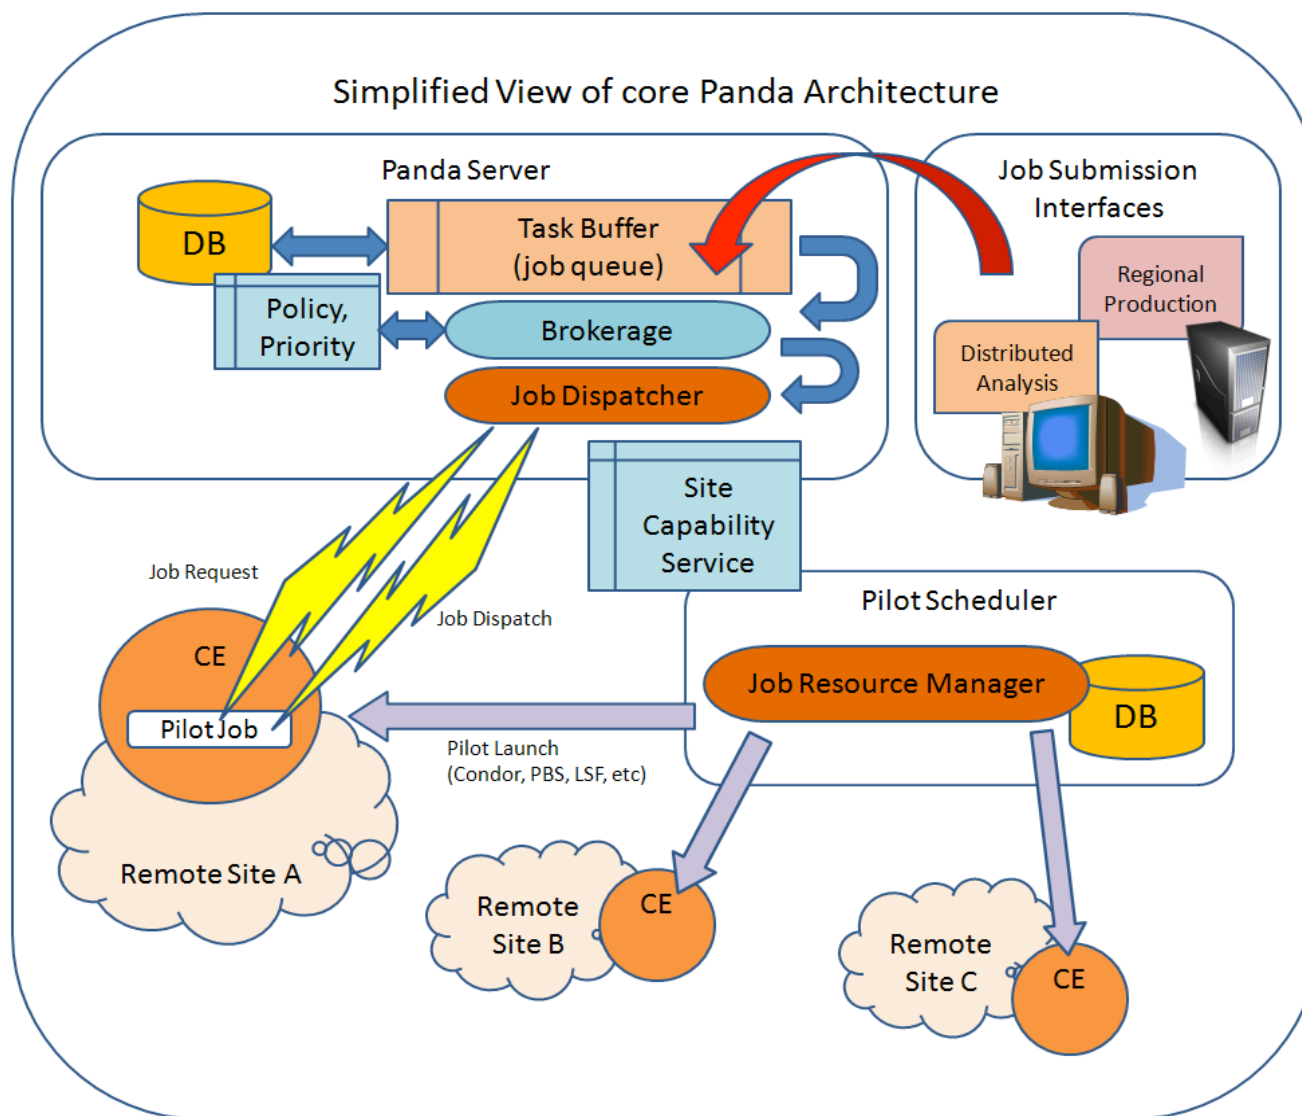 Simplified View of core Panda Architecture
Panda Server
DB
Task Buffer
(job queue)
Policy,
Priority
Brokerage
Job Dispatcher
Job Submission
Interfaces
Regional
Production
Distributed
Analysis
Site
Capability
Service
Job Request
Job Dispatch
CE
Pilot Job
Remote Site A
Pilot Launch
(Condor, PBS, LSF, etc)
Pilot Scheduler
Job Resource Manager
DB
Remote
Site B
CE
Remote
Site C
CE